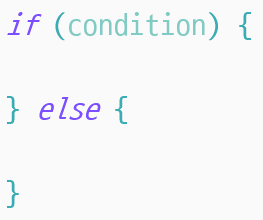 if (condition) {
} else {
}